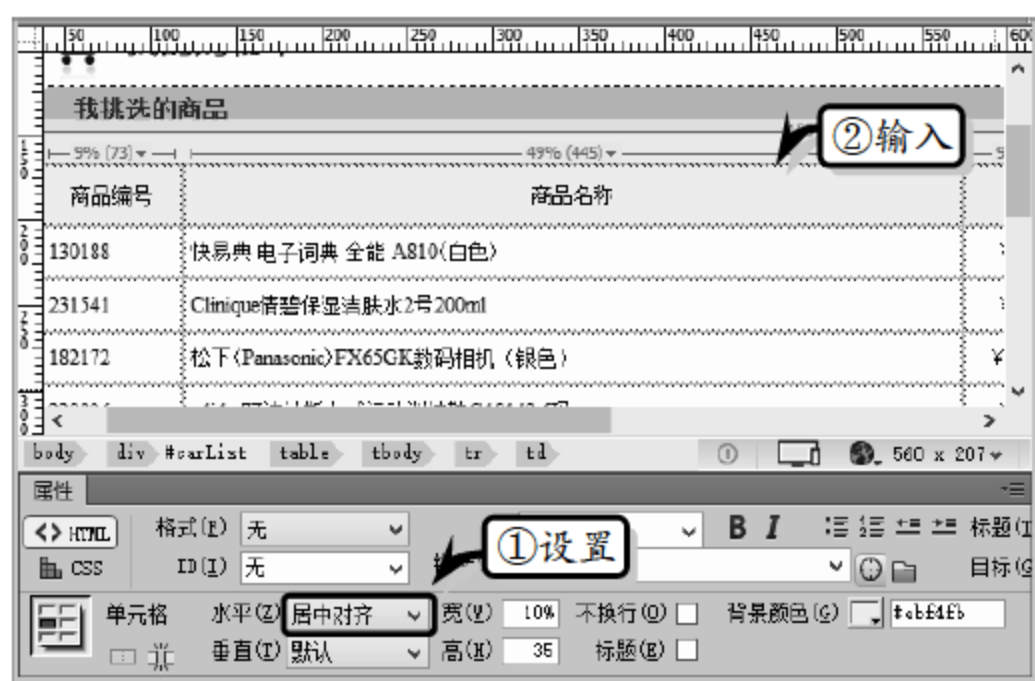 50 100 150 200 250 300 350 400 450 500 550 600
我挑选的商品
②输入
9% (73) 49% (445)
商品编号 商品名称
130188 快易典 电子词典 全能 A810(白色)
231541 Clinique倩碧保湿洁肤水2号200ml
182172 松下(Panasonic)FX65GK数码相机（银色） ¥
body div #carList table tbody tr td 560 x 207
属性
<> HTML 格式(F) 无 ①设置 B I 标题(I
CSS ID(I) 无 目标(G
单元格 水平(Z) 居中对齐 宽(W) 10% 不换行(O) 背景颜色(G) #ebf4fb
垂直(T) 默认 高(H) 35 标题(E)